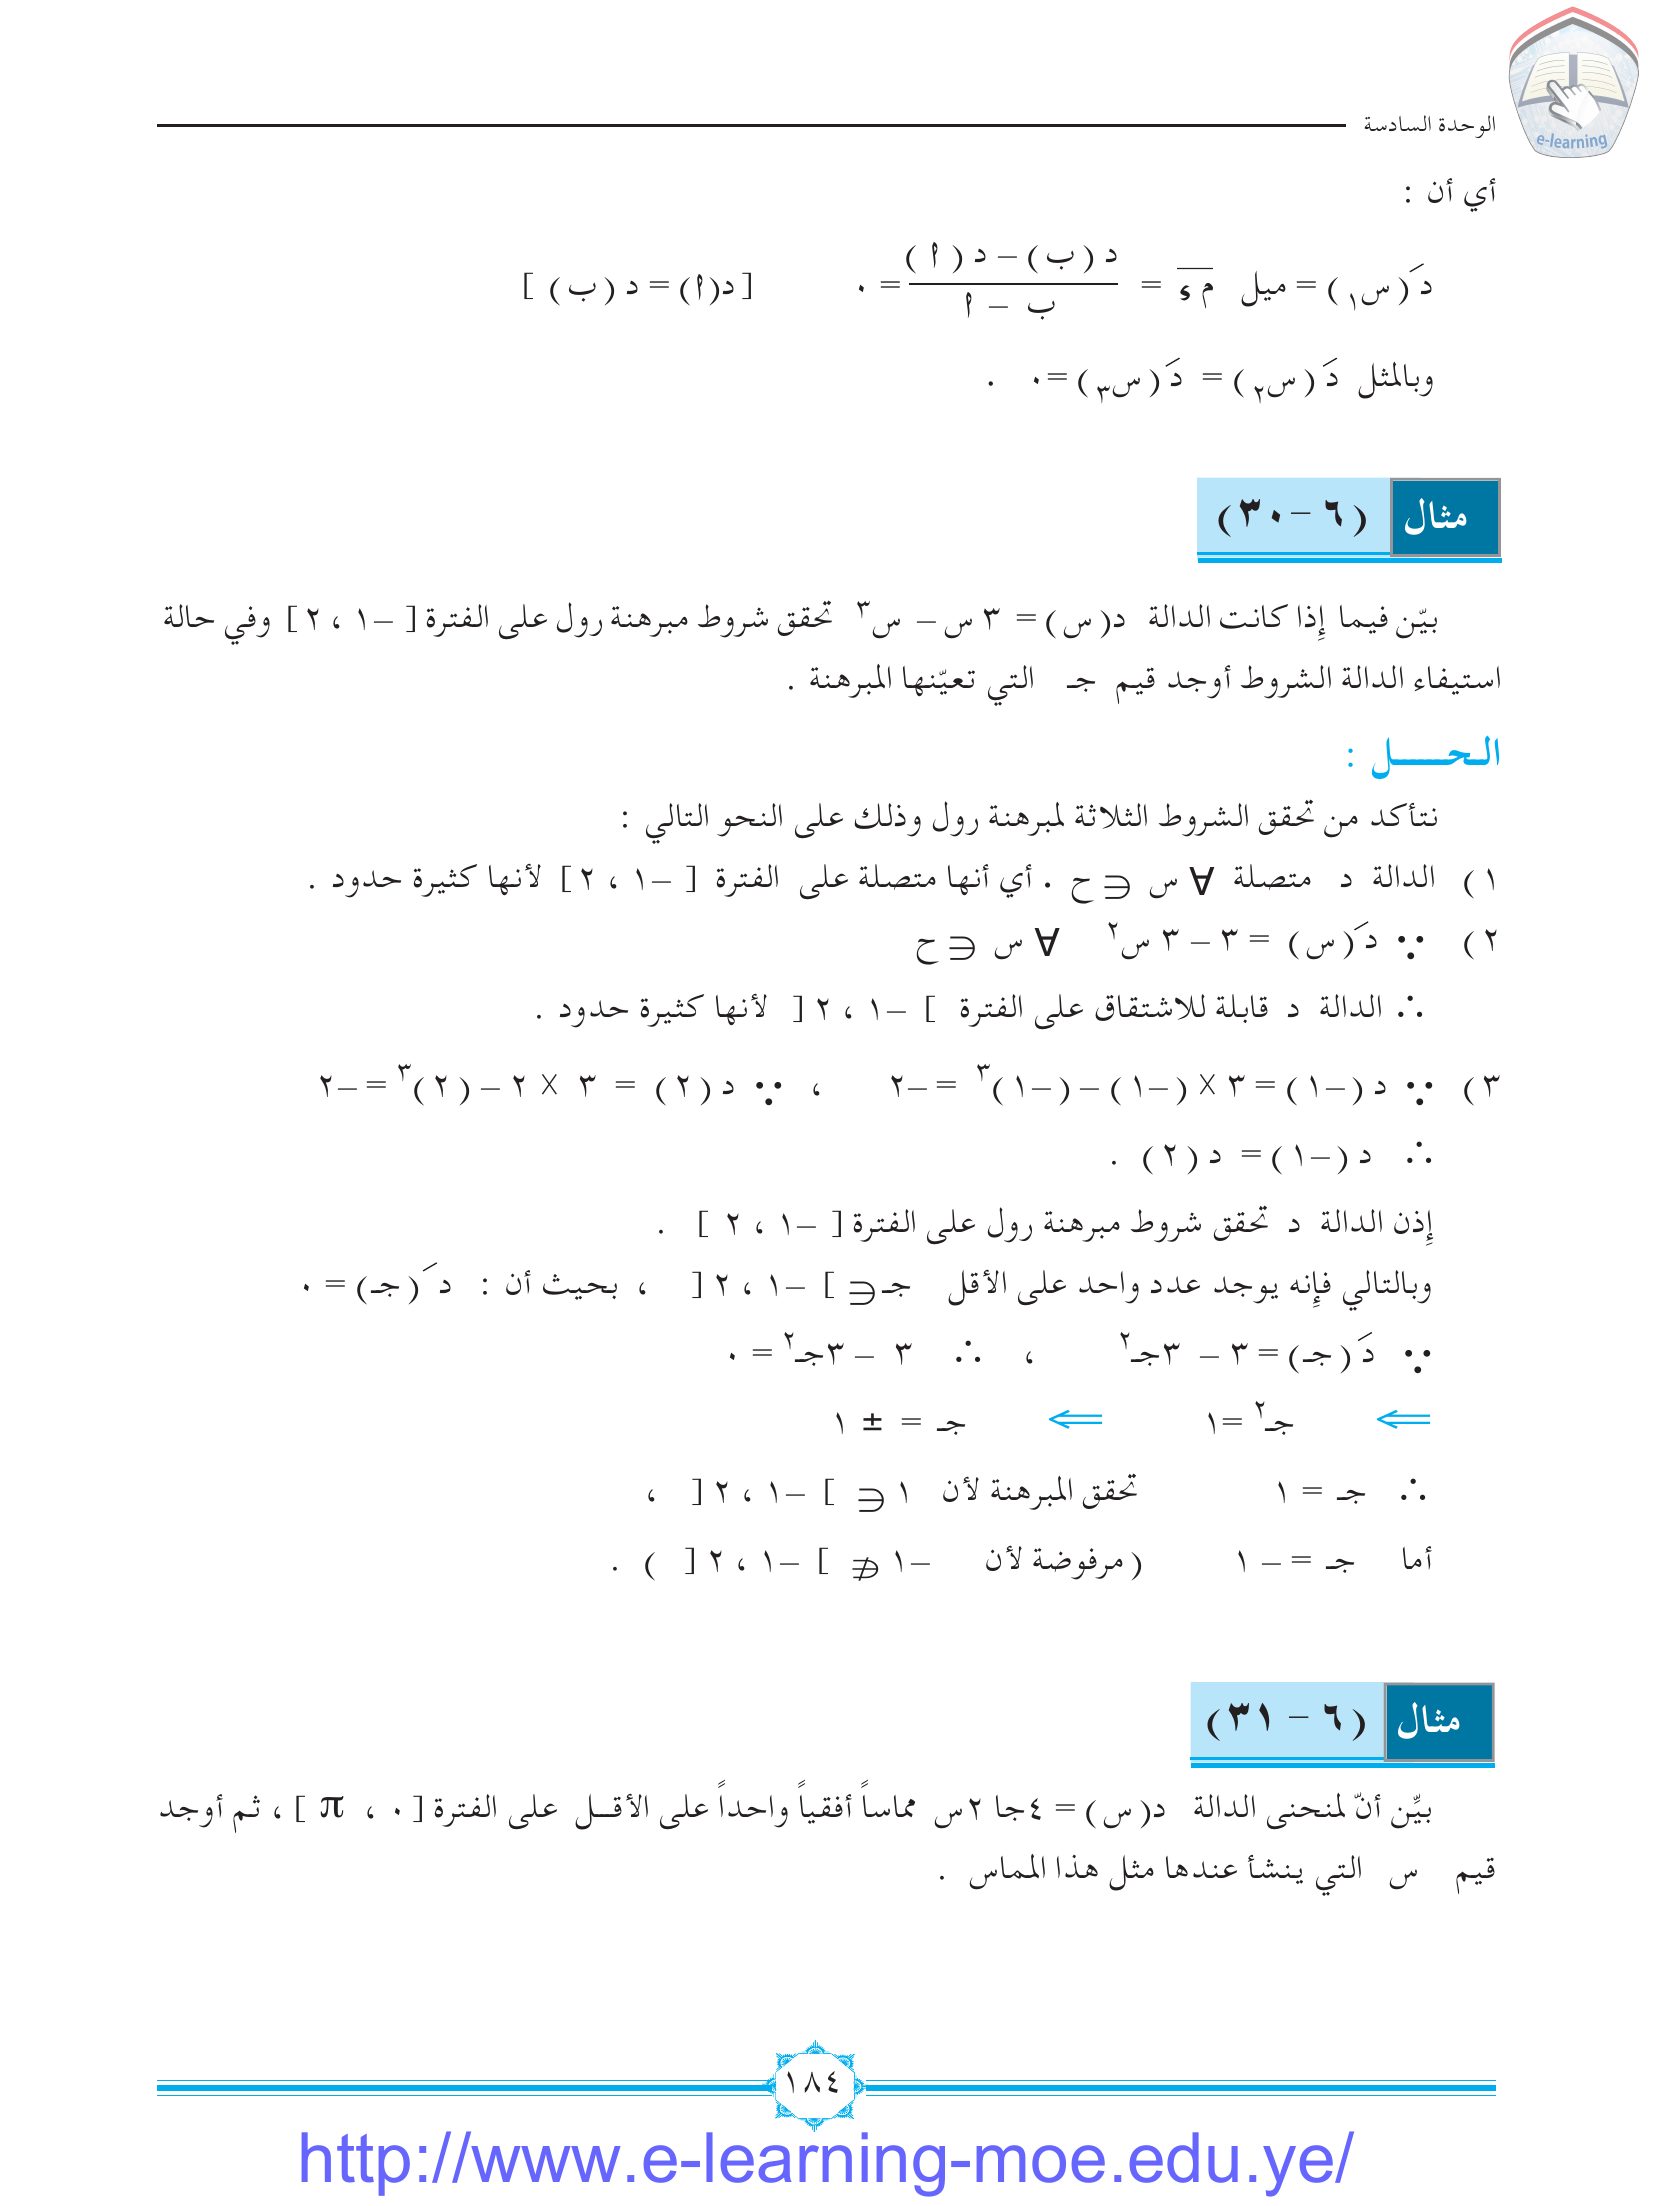 e-learning
الوحدة السادسة
أي أن :
دَ (س١) = ميل م ء = د (ب) – د (أ) / ب – أ = ٠ [د(أ) = د (ب) ]
وبالمثل دَ (س٢) = دَ (س٣) =٠ .
مثال (٦ – ٣٠)
بيّن فيما إذا كانت الدالة د(س) = ٣ س – س٣ تحقق شروط مبرهنة رول على الفترة [ –١ ، ٢ ] وفي حالة
استيفاء الدالة الشروط أوجد قيم جـ التي تعيّنها المبرهنة .
الـحــــل :
نتأكد من تحقق الشروط الثلاثة لمبرهنة رول وذلك على النحو التالي :
١ ) الدالة د متصلة ∀ س ∈ ح . أي أنها متصلة على الفترة [ –١ ، ٢ ] لأنها كثيرة حدود .
٢ ) ∵ دَ (س) = ٣ – ٣ س٢ ∀ س ∈ ح
∴ الدالة د قابلة للاشتقاق على الفترة ] –١ ، ٢ [ لأنها كثيرة حدود .
٣ ) ∵ د (–١) = ٣ × (–١) – (–١)٣ = –٢ ، ∵ د (٢) = ٣ × ٢ – (٢)٣ = –٢
∴ د (–١) = د (٢) .
إذن الدالة د تحقق شروط مبرهنة رول على الفترة [ –١ ، ٢ ] .
وبالتالي فإنه يوجد عدد واحد على الأقل جـ ∈ ] –١ ، ٢ [ ، بحيث أن : دَ (جـ) = ٠
∵ دَ (جـ) = ٣ – ٣جـ٢ ، ∴ ٣ – ٣جـ٢ = ٠
⇐ جـ٢ =١ ⇐ جـ = ± ١
∴ جـ = ١ تحقق المبرهنة لأن ١ ∈ ] –١ ، ٢ [ ،
أما جـ = – ١ ( مرفوضة لأن –١ ∉ ] –١ ، ٢ [ ) .
مثال (٦ – ٣١)
بيِّن أنّ لمنحنى الدالة د(س) = ٤جا ٢س مماساً أفقياً واحداً على الأقــل على الفترة [ ٠ ، π ] ، ثم أوجد
قيم س التي ينشأ عندها مثل هذا المماس .
١٨٤
http://www.e-learning-moe.edu.ye/